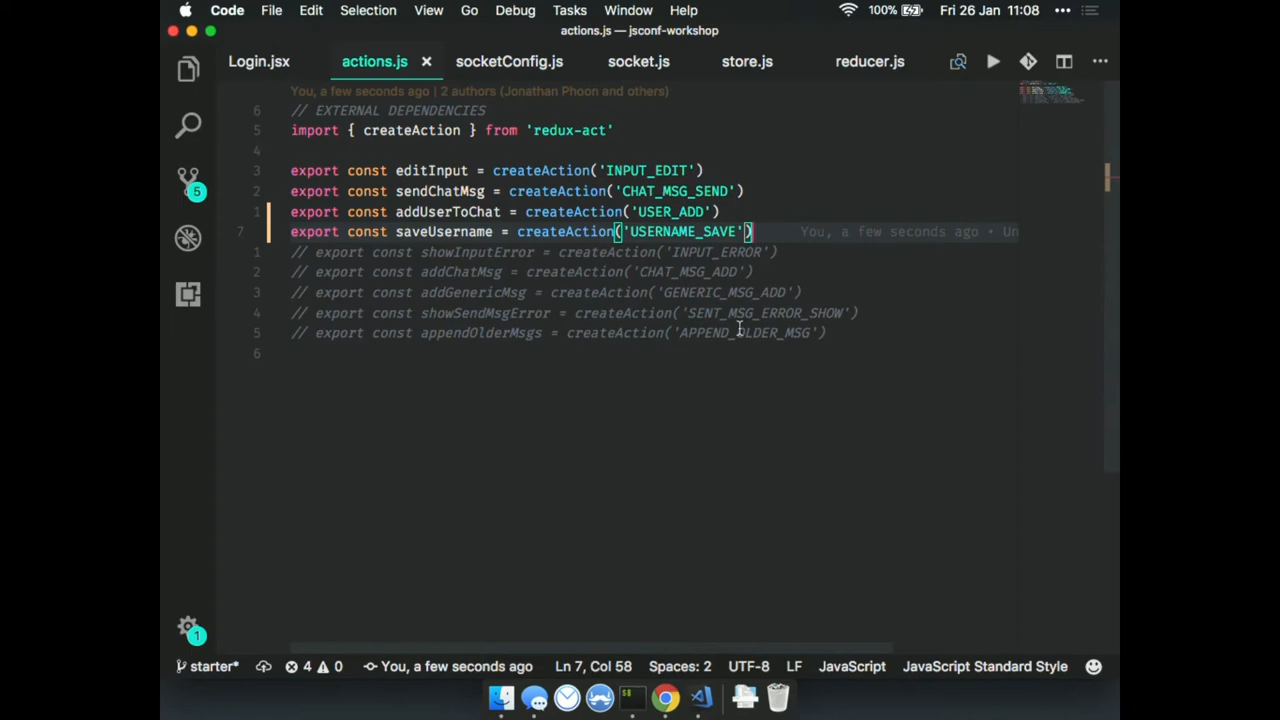 Code File Edit Selection View Go Debug Tasks Window Help 100% Fri 26 Jan 11:08
actions.js — jsconf-workshop
Login.jsx actions.js socketConfig.js socket.js store.js reducer.js
You, a few seconds ago | 2 authors (Jonathan Phoon and others)
6 // EXTERNAL DEPENDENCIES
5 import { createAction } from 'redux-act'
4
3 export const editInput = createAction('INPUT_EDIT')
2 export const sendChatMsg = createAction('CHAT_MSG_SEND')
1 export const addUserToChat = createAction('USER_ADD')
7 export const saveUsername = createAction('USERNAME_SAVE') You, a few seconds ago • Un
1 // export const showInputError = createAction('INPUT_ERROR')
2 // export const addChatMsg = createAction('CHAT_MSG_ADD')
3 // export const addGenericMsg = createAction('GENERIC_MSG_ADD')
4 // export const showSendMsgError = createAction('SENT_MSG_ERROR_SHOW')
5 // export const appendOlderMsgs = createAction('APPEND_OLDER_MSG')
6
5
1
starter* 4 0 You, a few seconds ago Ln 7, Col 58 Spaces: 2 UTF-8 LF JavaScript JavaScript Standard Style